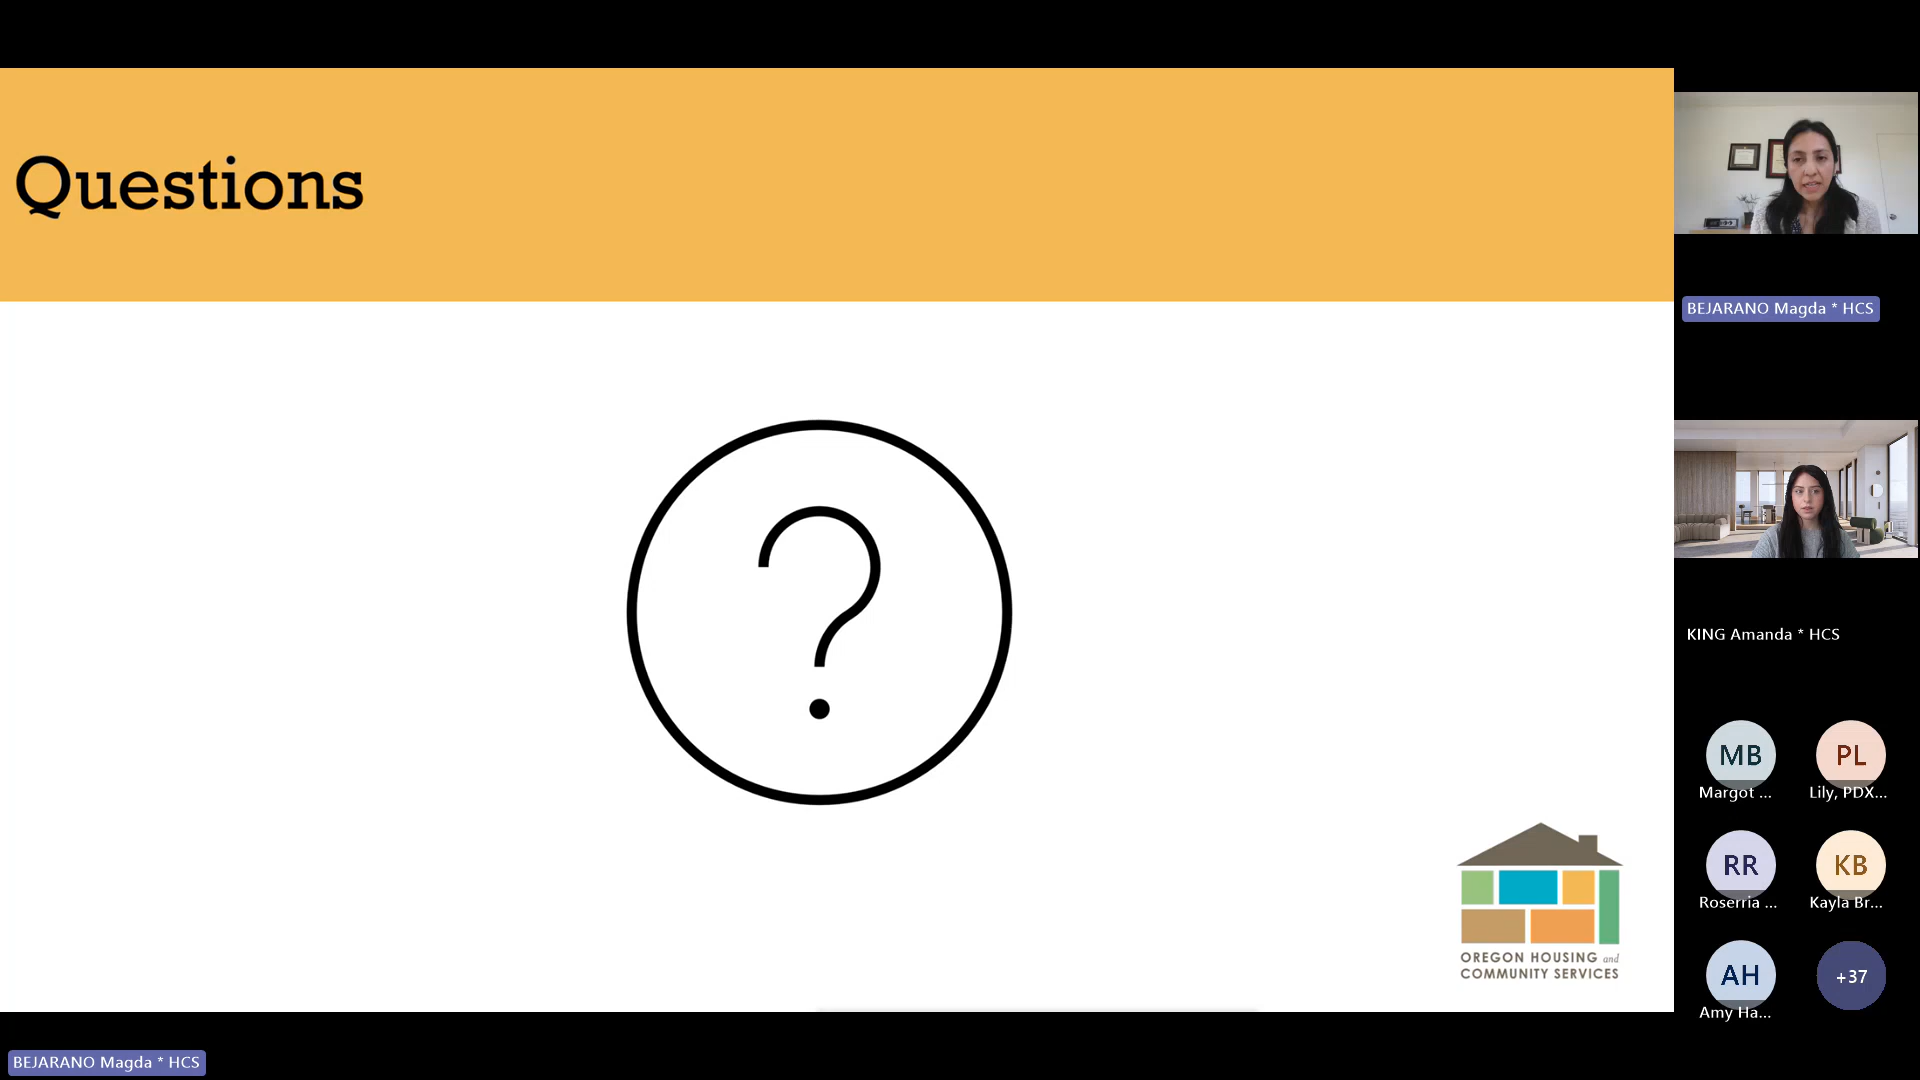 Questions
?
OREGON HOUSING and
COMMUNITY SERVICES
BEJARANO Magda * HCS
KING Amanda * HCS
MB
Margot ...
PL
Lily, PDX...
RR
Roserria ...
KB
Kayla Br...
AH
Amy Ha...
+37
BEJARANO Magda * HCS